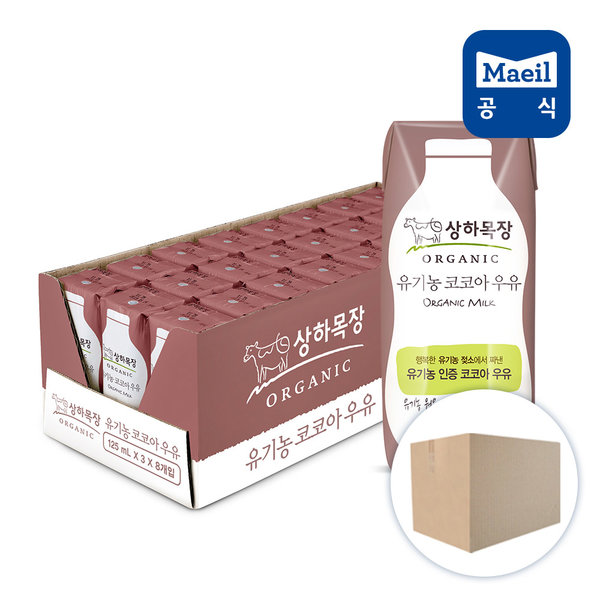 Maeil
공식
상하목장
ORGANIC
유기농 코코아 우유
ORGANIC MILK
행복한 유기농 젖소에서 짜낸
유기농 인증 코코아 우유
상하목장
ORGANIC
유기농 코코아 우유
상하목장
유기농 코코아 우유
ORGANIC MILK
상하목장
ORGANIC
유기농 코코아 우유
125 mL X 3 X 8개입